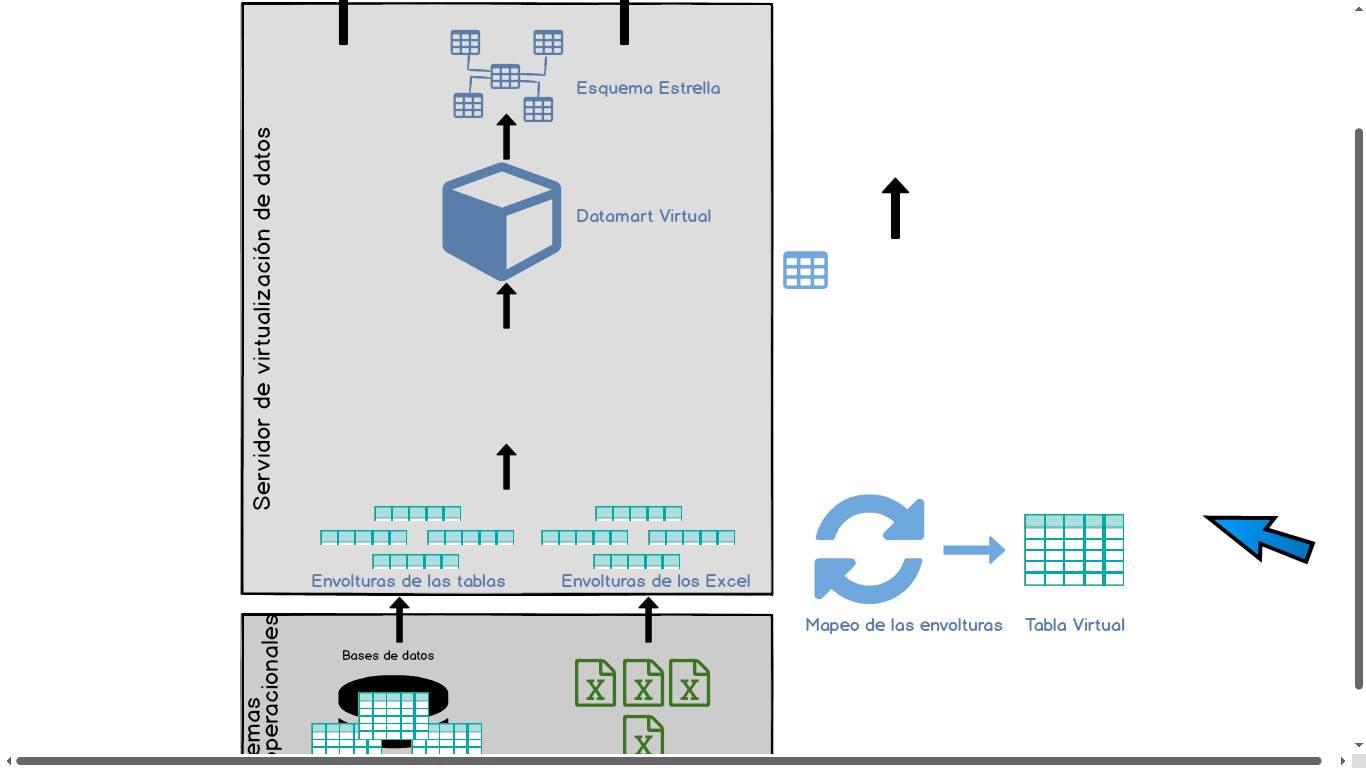 Esquema Estrella
Datamart Virtual
Servidor de virtualización de datos
Envolturas de las tablas
Envolturas de los Excel
Mapeo de las envolturas
Tabla Virtual
Bases de datos
X X X
X